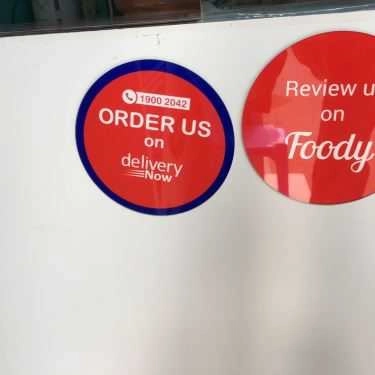 1900 2042
ORDER US
on
delivery
Now
Review u
on
Foody